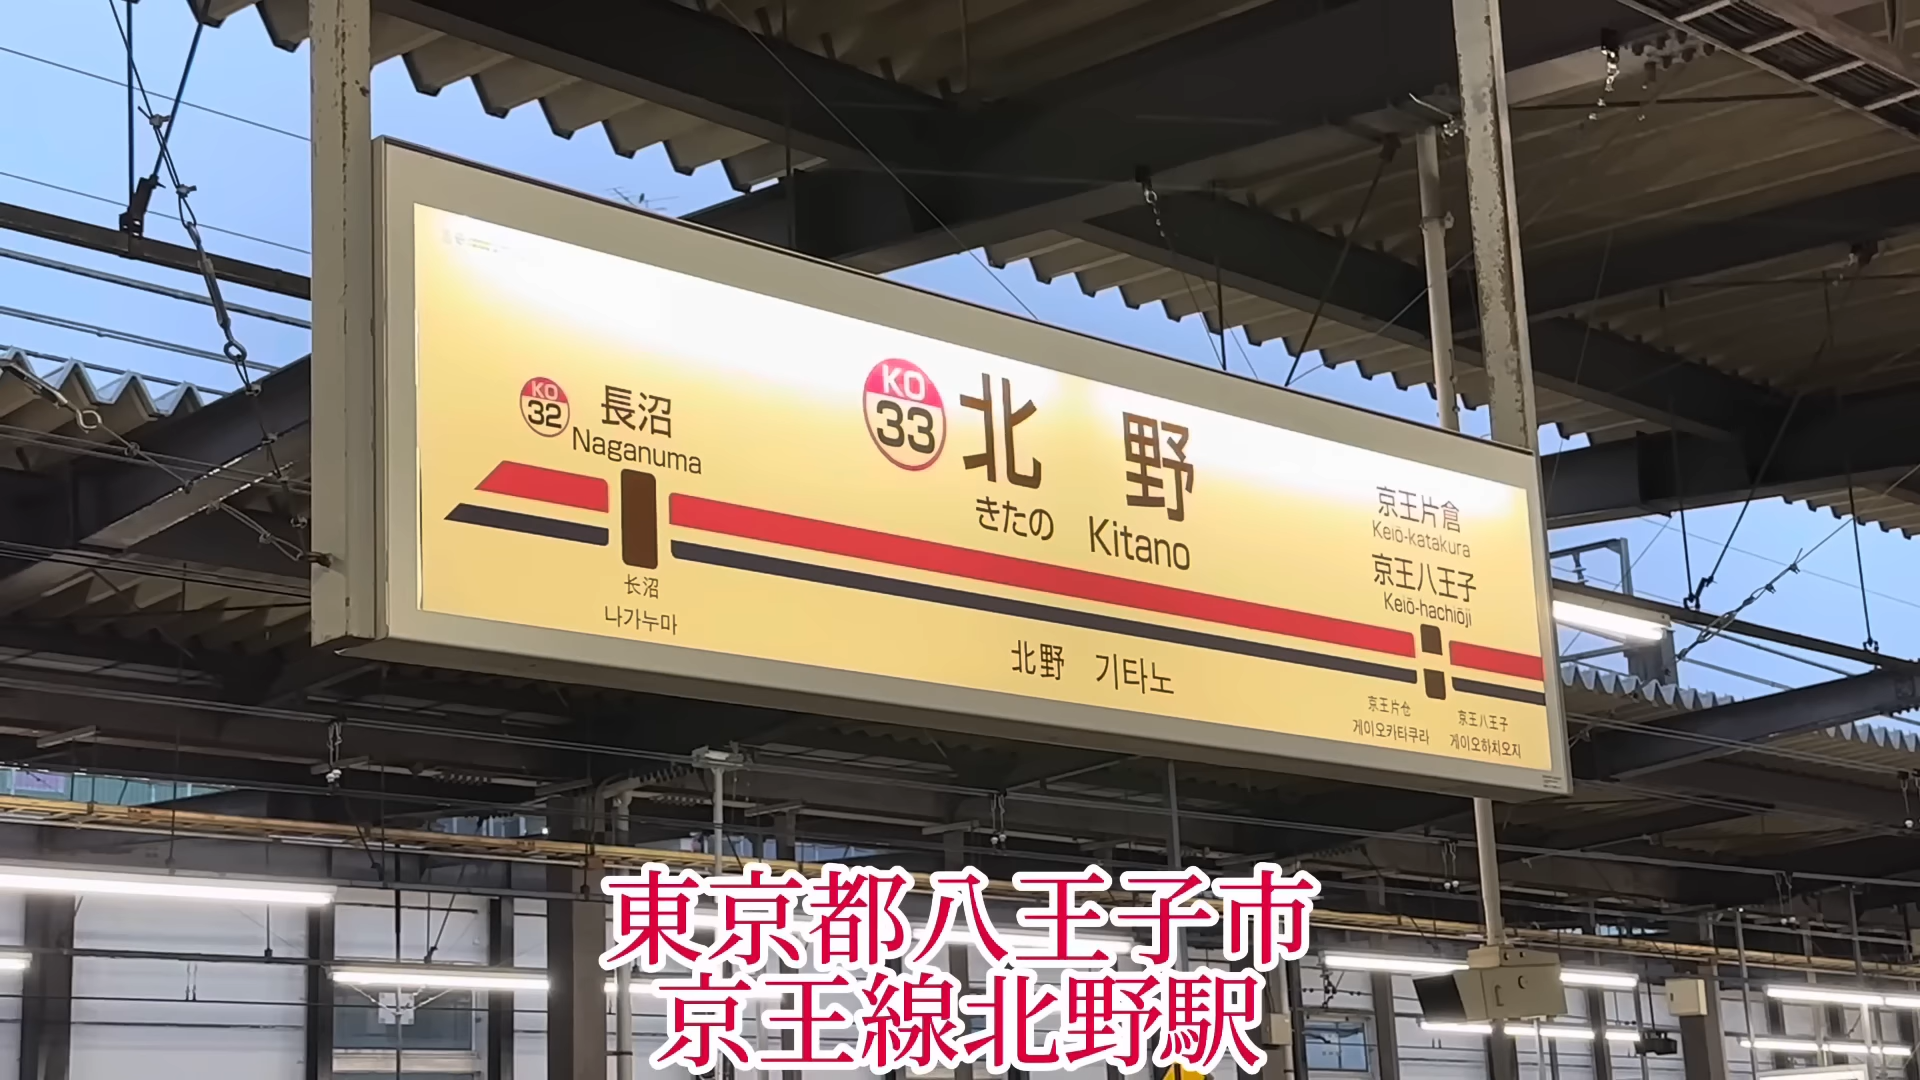 KO
32
長沼
Naganuma
长沼
나가누마
KO
33
北野
きたの Kitano
北野 기타노
京王片倉
Keiō-katakura
京王八王子
Keiō-hachiōji
京王片仓
게이오카타쿠라
京王八王子
게이오하치오지
東京都八王子市
京王線北野駅